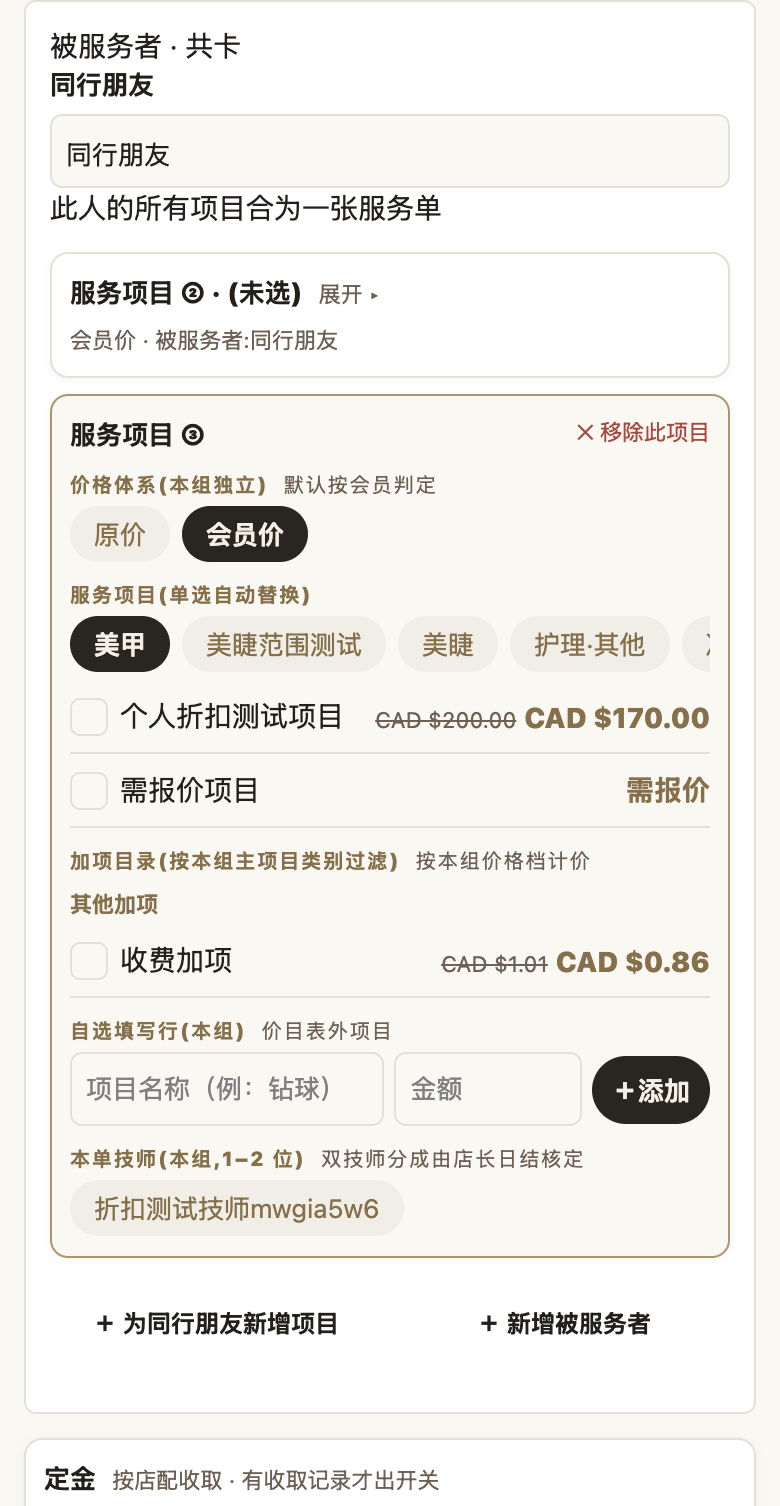 被服务者 · 共卡
同行朋友
同行朋友
此人的所有项目合为一张服务单
服务项目 ② · (未选) 展开 ▸
会员价 · 被服务者:同行朋友
服务项目 ③ × 移除此项目
价格体系(本组独立) 默认按会员判定
原价 会员价
服务项目(单选自动替换)
美甲 美睫范围测试 美睫 护理·其他
个人折扣测试项目 CAD $200.00 CAD $170.00
需报价项目 需报价
加项目录(按本组主项目类别过滤) 按本组价格档计价
其他加项
收费加项 CAD $1.01 CAD $0.86
自选填写行(本组) 价目表外项目
项目名称（例：钻球） 金额 +添加
本单技师(本组,1–2 位) 双技师分成由店长日结核定
折扣测试技师mwgia5w6
+ 为同行朋友新增项目 + 新增被服务者
定金 按店配收取 · 有收取记录才出开关